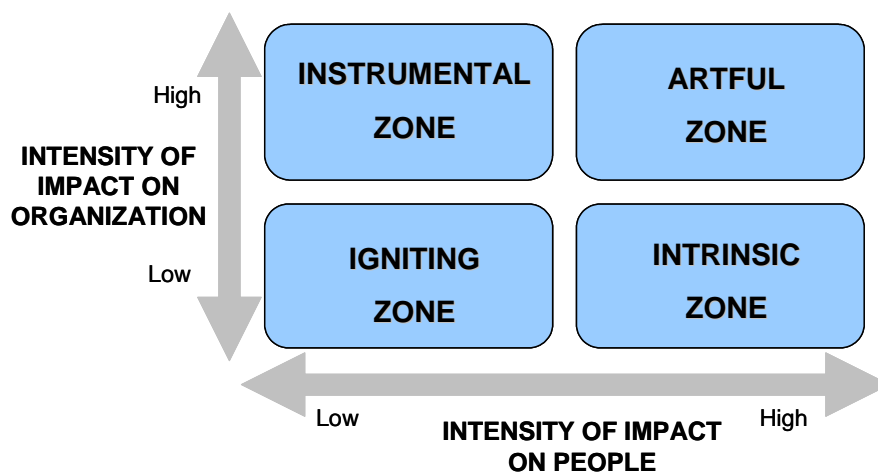 INSTRUMENTAL
ZONE
ARTFUL
ZONE
High
INTENSITY OF
IMPACT ON
ORGANIZATION
Low
IGNITING
ZONE
INTRINSIC
ZONE
Low
INTENSITY OF IMPACT
ON PEOPLE
High